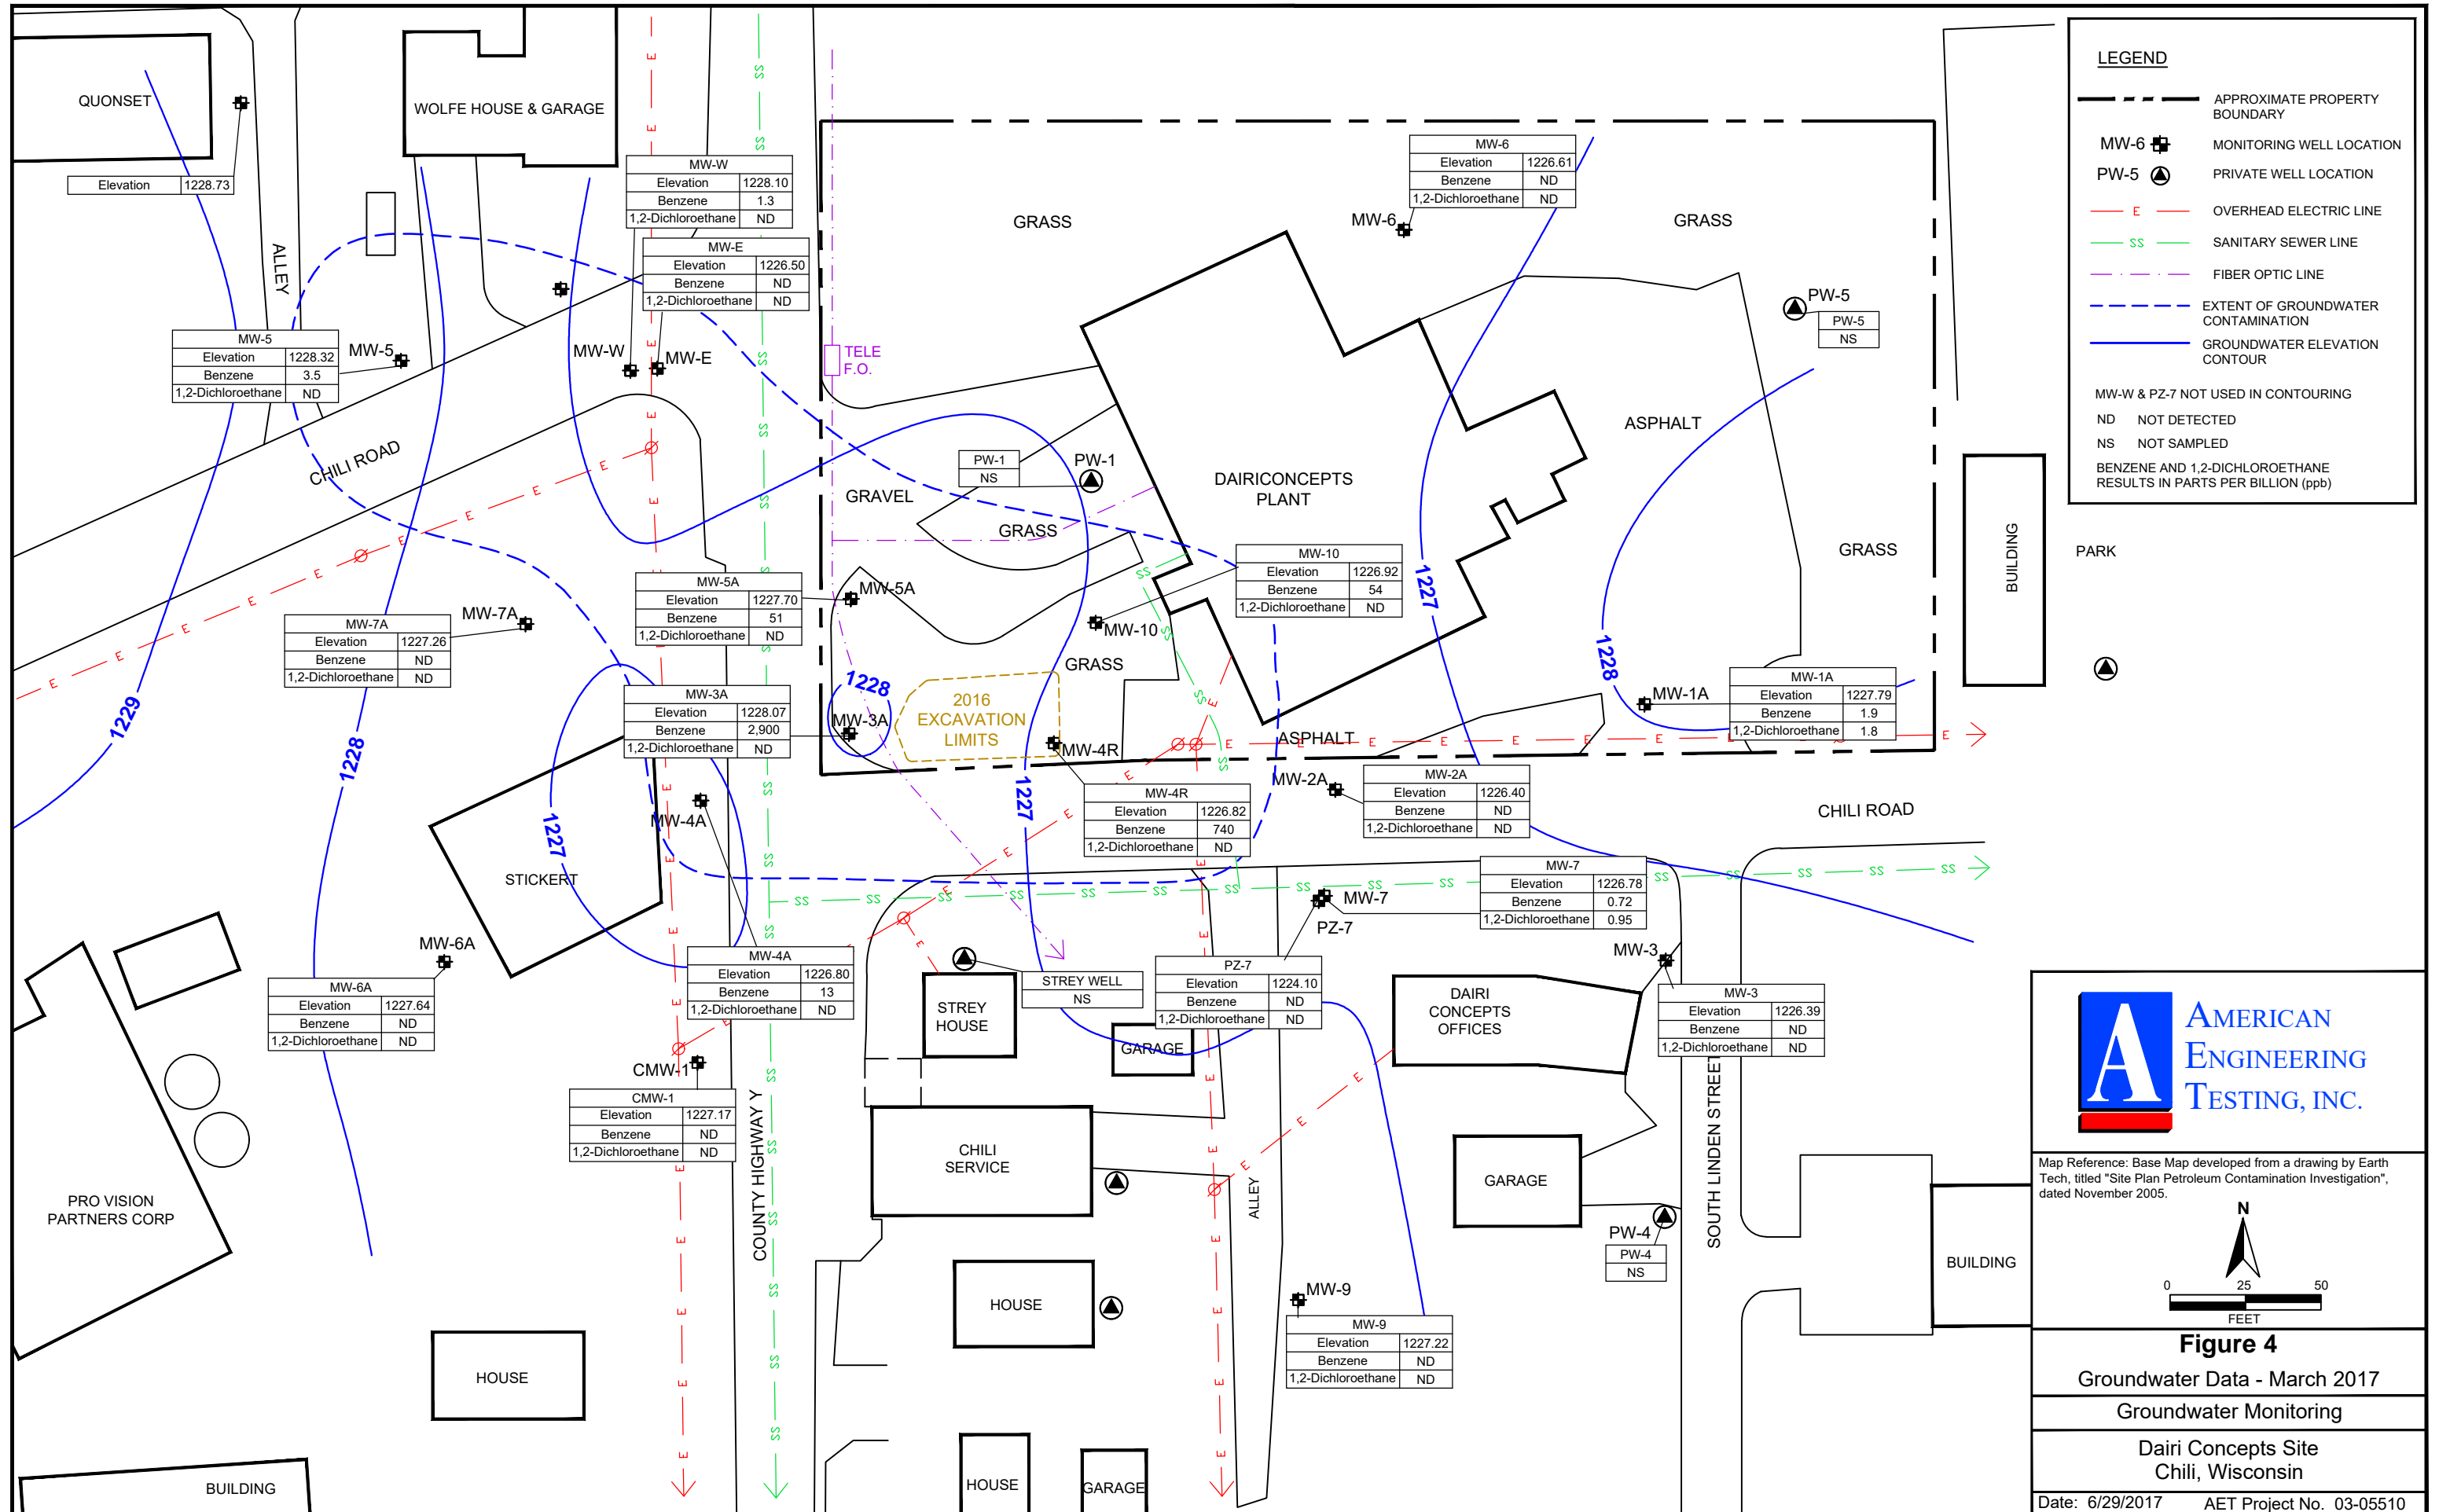 QUONSET
Elevation 1228.73
ALLEY
WOLFE HOUSE & GARAGE
MW-W
Elevation 1228.10
Benzene 1.3
1,2-Dichloroethane ND
MW-E
Elevation 1226.50
Benzene ND
1,2-Dichloroethane ND
MW-5
Elevation 1228.32
Benzene 3.5
1,2-Dichloroethane ND
MW-5
MW-W
MW-E
TELE
F.O.
GRASS
MW-6
Elevation 1226.61
Benzene ND
1,2-Dichloroethane ND
MW-6
GRASS
PW-5
PW-5
NS
ASPHALT
CHILI ROAD
GRAVEL
PW-1
NS
PW-1
GRASS
DAIRICONCEPTS
PLANT
GRASS
BUILDING
PARK
MW-10
Elevation 1226.92
Benzene 54
1,2-Dichloroethane ND
MW-10
MW-5A
Elevation 1227.70
Benzene 51
1,2-Dichloroethane ND
MW-5A
MW-7A
Elevation 1227.26
Benzene ND
1,2-Dichloroethane ND
MW-7A
GRASS
1227
1228
1228
MW-3A
Elevation 1228.07
Benzene 2,900
1,2-Dichloroethane ND
MW-3A
2016
EXCAVATION
LIMITS
MW-4R
ASPHALT
MW-1A
MW-1A
Elevation 1227.79
Benzene 1.9
1,2-Dichloroethane 1.8
1229
1228
1227
1227
MW-4A
MW-4R
Elevation 1226.82
Benzene 740
1,2-Dichloroethane ND
MW-2A
MW-2A
Elevation 1226.40
Benzene ND
1,2-Dichloroethane ND
CHILI ROAD
STICKERT
MW-7
Elevation 1226.78
Benzene 0.72
1,2-Dichloroethane 0.95
MW-7
PZ-7
MW-6A
MW-6A
Elevation 1227.64
Benzene ND
1,2-Dichloroethane ND
MW-4A
Elevation 1226.80
Benzene 13
1,2-Dichloroethane ND
STREY WELL
NS
STREY
HOUSE
PZ-7
Elevation 1224.10
Benzene ND
1,2-Dichloroethane ND
GARAGE
DAIRI
CONCEPTS
OFFICES
MW-3
MW-3
Elevation 1226.39
Benzene ND
1,2-Dichloroethane ND
CMW-1
CMW-1
Elevation 1227.17
Benzene ND
1,2-Dichloroethane ND
COUNTY HIGHWAY Y
CHILI
SERVICE
ALLEY
GARAGE
SOUTH LINDEN STREET
PW-4
PW-4
NS
PRO VISION
PARTNERS CORP
HOUSE
MW-9
MW-9
Elevation 1227.22
Benzene ND
1,2-Dichloroethane ND
BUILDING
HOUSE
BUILDING
HOUSE
GARAGE
LEGEND
APPROXIMATE PROPERTY
BOUNDARY
MW-6 MONITORING WELL LOCATION
PW-5 PRIVATE WELL LOCATION
E OVERHEAD ELECTRIC LINE
SS SANITARY SEWER LINE
FIBER OPTIC LINE
EXTENT OF GROUNDWATER
CONTAMINATION
GROUNDWATER ELEVATION
CONTOUR
MW-W & PZ-7 NOT USED IN CONTOURING
ND NOT DETECTED
NS NOT SAMPLED
BENZENE AND 1,2-DICHLOROETHANE
RESULTS IN PARTS PER BILLION (ppb)
A
AMERICAN
ENGINEERING
TESTING, INC.
Map Reference: Base Map developed from a drawing by Earth
Tech, titled "Site Plan Petroleum Contamination Investigation",
dated November 2005.
N
0 25 50
FEET
Figure 4
Groundwater Data - March 2017
Groundwater Monitoring
Dairi Concepts Site
Chili, Wisconsin
Date: 6/29/2017 AET Project No. 03-05510